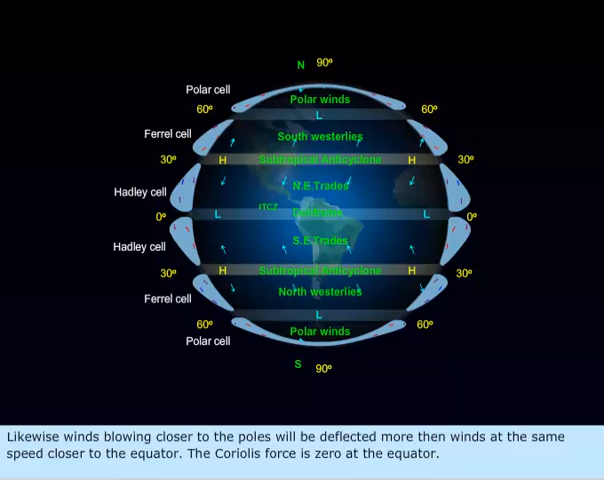 N 90º
Polar cell
Polar winds
60º 60º
L
Ferrel cell
South westerlies
30º H Subtropical Anticyclone H 30º
N.E.Trades
Hadley cell
ITCZ
0º L Doldrums L 0º
S.E.Trades
Hadley cell
30º H Subtropical Anticyclone H 30º
North westerlies
Ferrel cell
L
60º 60º
Polar winds
Polar cell
S 90º
Likewise winds blowing closer to the poles will be deflected more then winds at the same
speed closer to the equator. The Coriolis force is zero at the equator.